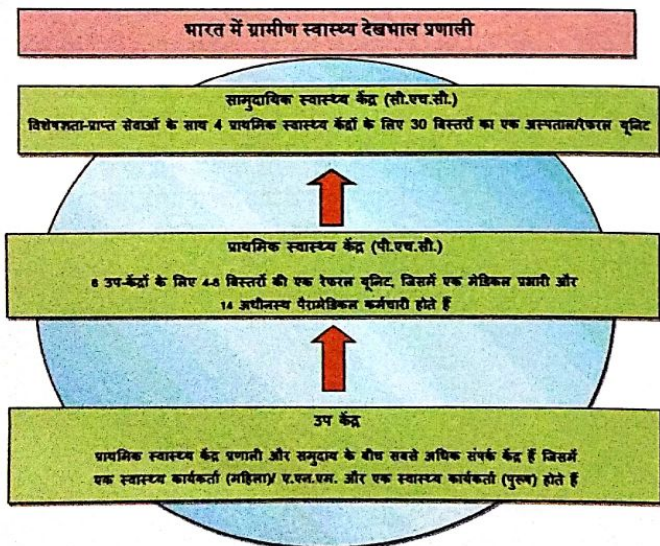 भारत में ग्रामीण स्वास्थ्य देखभाल प्रणाली
सामुदायिक स्वास्थ्य केंद्र (सी.एच.सी.)
विशेषज्ञता-प्राप्त सेवाओं के साथ 4 प्राथमिक स्वास्थ्य केंद्रों के लिए 30 बिस्तरों का एक अस्पताल/रेफरल यूनिट
प्राथमिक स्वास्थ्य केंद्र (पी.एच.सी.)
6 उप-केंद्रों के लिए 4-6 बिस्तरों की एक रेफरल यूनिट, जिसमें एक मेडिकल प्रभारी और
14 अधीनस्थ पैरामेडिकल कर्मचारी होते हैं
उप केंद्र
प्राथमिक स्वास्थ्य केंद्र प्रणाली और समुदाय के बीच सबसे अधिक संपर्क केंद्र हैं जिसमें
एक स्वास्थ्य कार्यकर्ता (महिला)/ ए.एन.एम. और एक स्वास्थ्य कार्यकर्ता (पुरुष) होते हैं